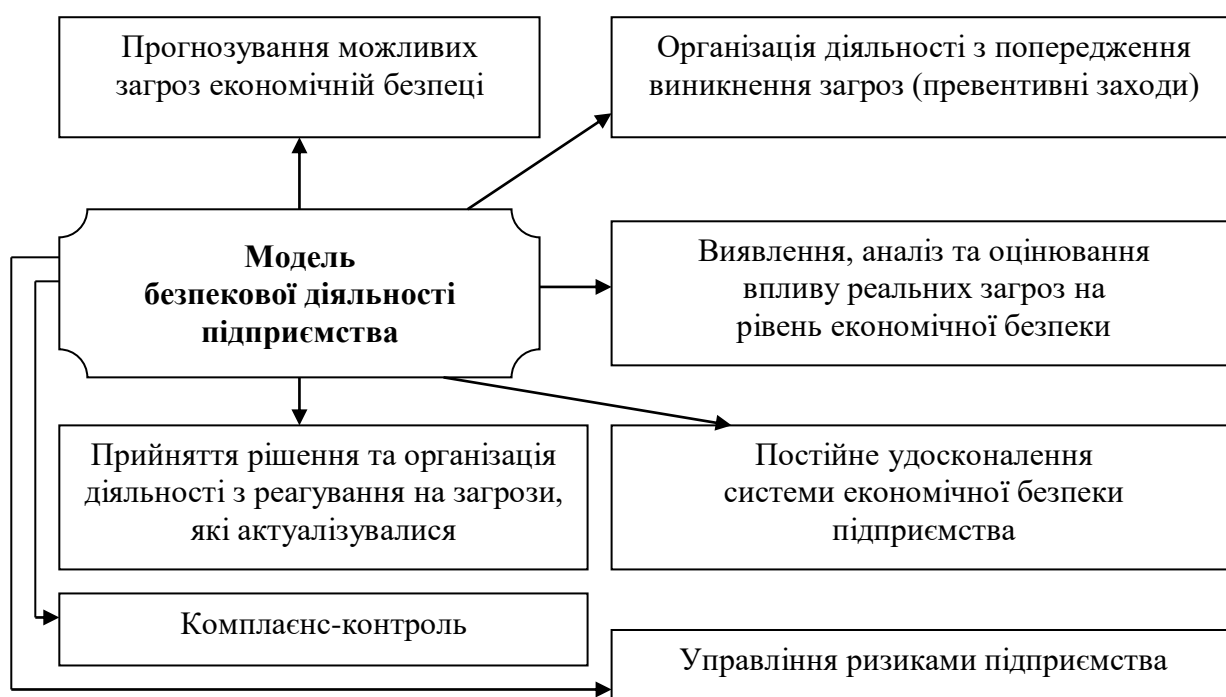 Прогнозування можливих
загроз економічній безпеці
Організація діяльності з попередження
виникнення загроз (превентивні заходи)
Модель
безпекової діяльності
підприємства
Виявлення, аналіз та оцінювання
впливу реальних загроз на
рівень економічної безпеки
Прийняття рішення та організація
діяльності з реагування на загрози,
які актуалізувалися
Постійне удосконалення
системи економічної безпеки
підприємства
Комплаєнс-контроль
Управління ризиками підприємства